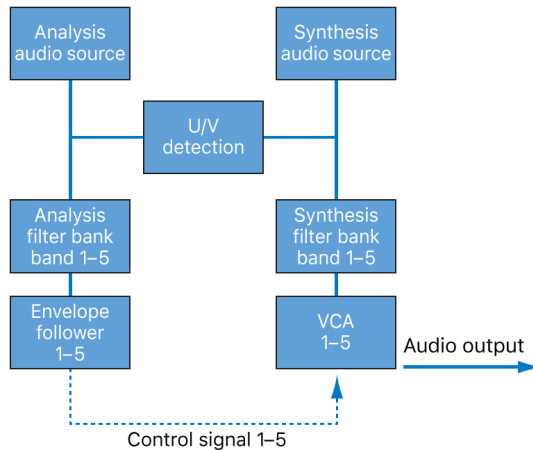 Analysis
audio source
Synthesis
audio source
U/V
detection
Analysis
filter bank
band 1–5
Synthesis
filter bank
band 1–5
Envelope
follower
1–5
VCA
1–5
Audio output
Control signal 1–5